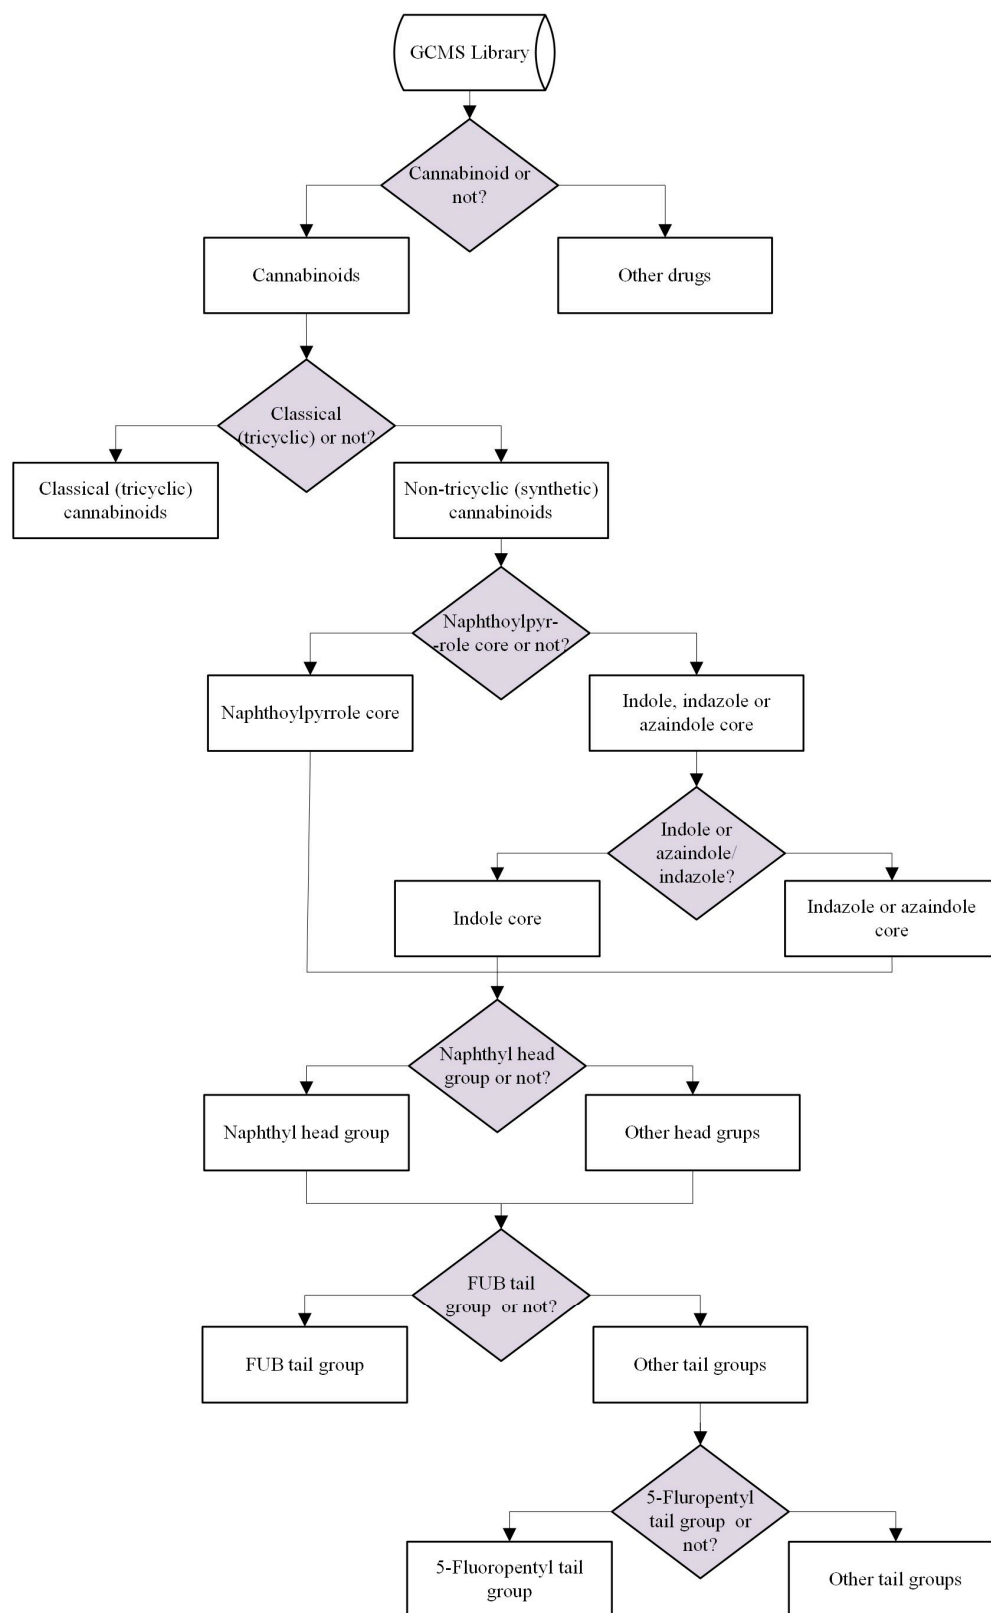 GCMS Library
Cannabinoid or
not?
Cannabinoids
Other drugs
Classical
(tricyclic) or not?
Classical (tricyclic)
cannabinoids
Non-tricyclic (synthetic)
cannabinoids
Naphthoylpyr-
-role core or not?
Naphthoylpyrrole core
Indole, indazole or
azaindole core
Indole or
azaindole/
indazole?
Indole core
Indazole or azaindole
core
Naphthyl head
group or not?
Naphthyl head group
Other head grups
FUB tail
group or not?
FUB tail group
Other tail groups
5-Fluropentyl
tail group or
not?
5-Fluoropentyl tail
group
Other tail groups